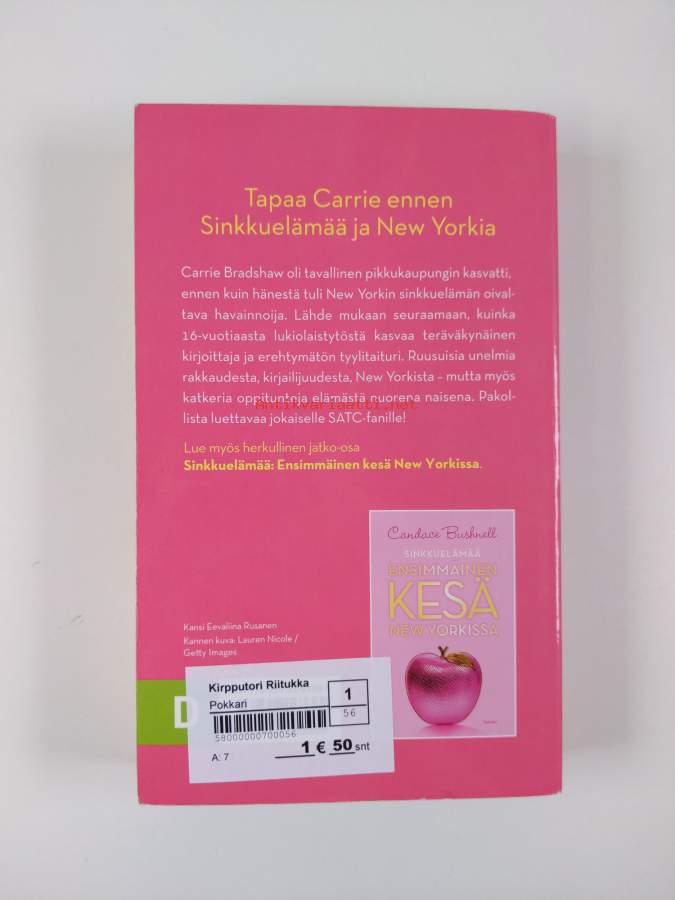 Tapaa Carrie ennen
Sinkkuelämää ja New Yorkia
Carrie Bradshaw oli tavallinen pikkukaupungin kasvatti,
ennen kuin hänestä tuli New Yorkin sinkkuelämän oival-
tava havainnoija. Lähde mukaan seuraamaan, kuinka
16-vuotiaasta lukiolaistytöstä kasvaa teräväkynäinen
kirjoittaja ja erehtymätön tyylitaituri. Ruusuisia unelmia
rakkaudesta, kirjailijuudesta, New Yorkista – mutta myös
katkeria oppitunteja elämästä nuorena naisena. Pakol-
Antikvariaatti.net
lista luettavaa jokaiselle SATC-fanille!
Lue myös herkullinen jatko-osa
Sinkkuelämää: Ensimmäinen kesä New Yorkissa.
Candace Bushnell
SINKKUELÄMÄÄ
ENSIMMÄINEN
KESÄ
NEW YORKISSA
Kansi Eevaliina Rusanen
Kannen kuva: Lauren Nicole /
Getty Images
D
Kirpputori Riitukka
Pokkari
1
56
58000000700056
1 € 50 snt
A: 7